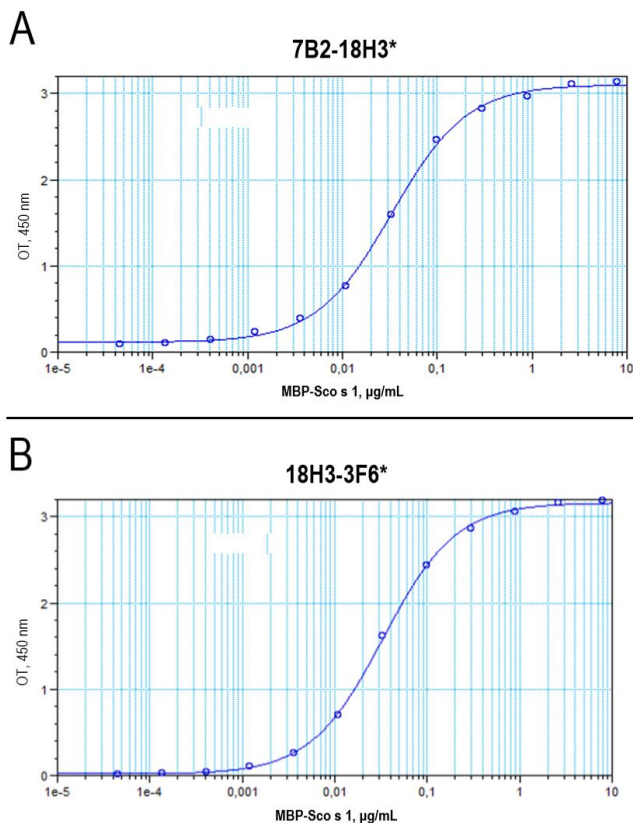 A
7B2-18H3*
3
2
1
0
OT, 450 nm
1e-5 1e-4 0,001 0,01 0,1 1 10
MBP-Sco s 1, µg/mL
B
18H3-3F6*
3
2
1
0
OT, 450 nm
1e-5 1e-4 0,001 0,01 0,1 1 10
MBP-Sco s 1, µg/mL